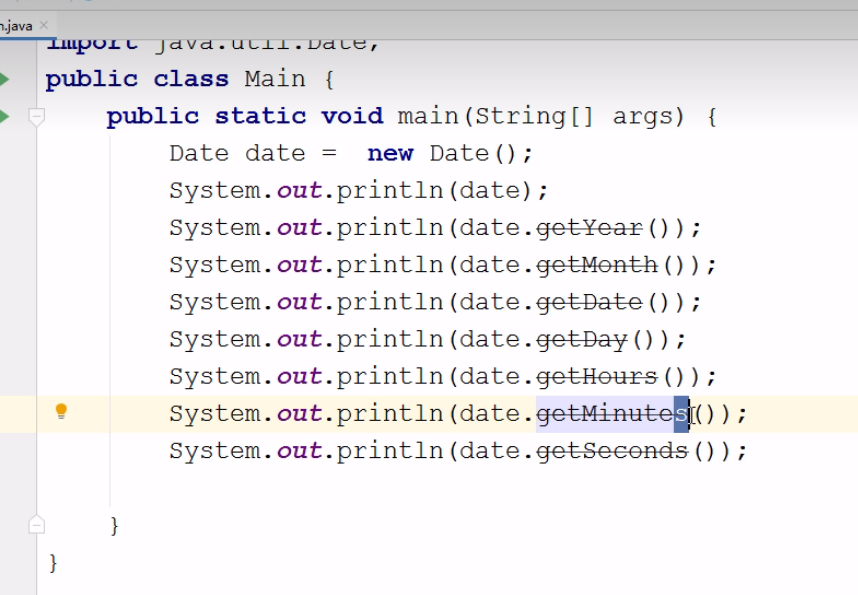 n.java
import java.util.Date;
public class Main {
public static void main(String[] args) {
Date date =  new Date();
System.out.println(date);
System.out.println(date.getYear());
System.out.println(date.getMonth());
System.out.println(date.getDate());
System.out.println(date.getDay());
System.out.println(date.getHours());
System.out.println(date.getMinutes());
System.out.println(date.getSeconds());
}
}